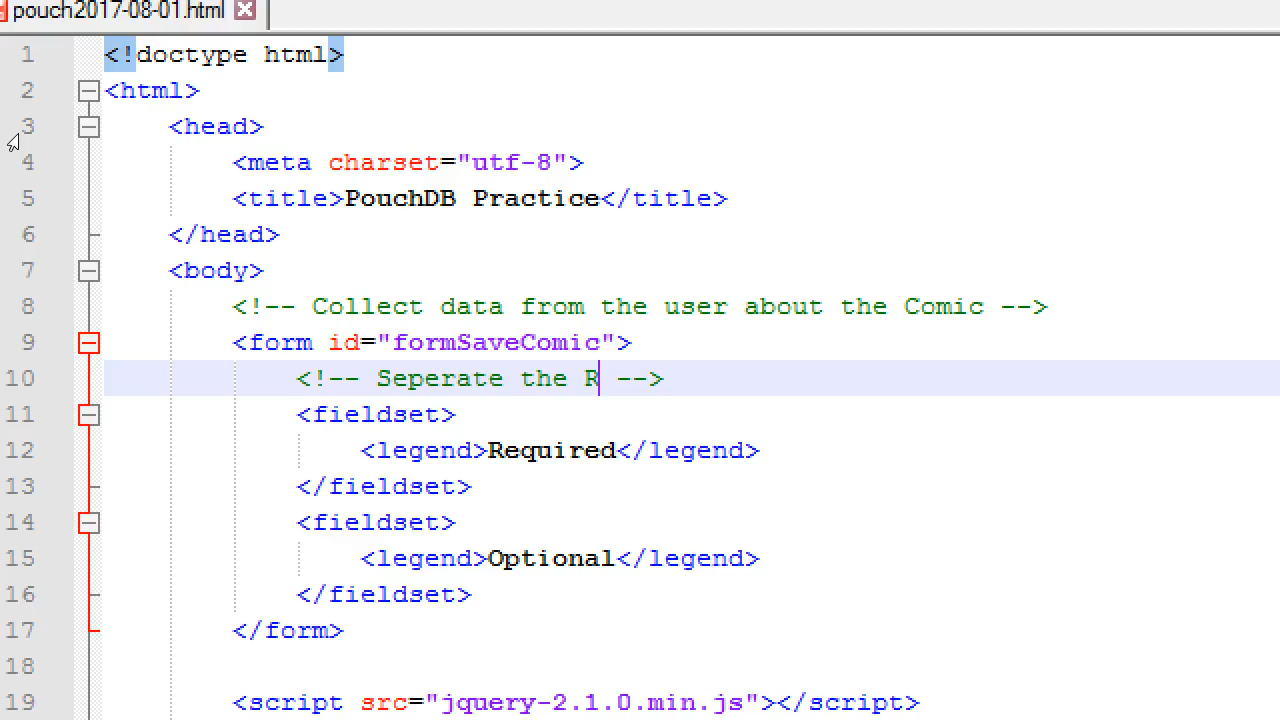 pouch2017-08-01.html
1 <!doctype html>
2 <html>
3 <head>
4 <meta charset="utf-8">
5 <title>PouchDB Practice</title>
6 </head>
7 <body>
8 <!-- Collect data from the user about the Comic -->
9 <form id="formSaveComic">
10 <!-- Seperate the R -->
11 <fieldset>
12 <legend>Required</legend>
13 </fieldset>
14 <fieldset>
15 <legend>Optional</legend>
16 </fieldset>
17 </form>
18
19 <script src="jquery-2.1.0.min.js"></script>